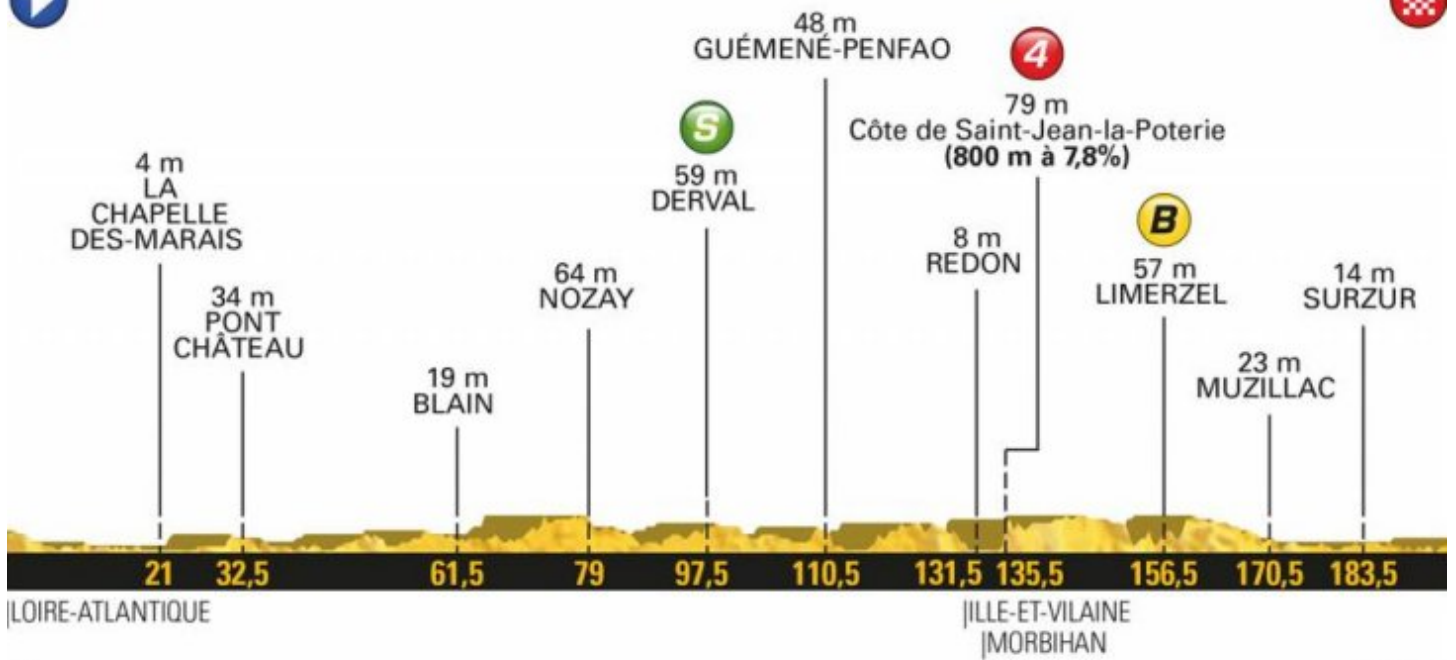 4 m
LA
CHAPELLE
DES-MARAIS
34 m
PONT
CHÂTEAU
19 m
BLAIN
64 m
NOZAY
S
59 m
DERVAL
48 m
GUÉMENÉ-PENFAO
8 m
REDON
4
79 m
Côte de Saint-Jean-la-Poterie
(800 m à 7,8%)
B
57 m
LIMERZEL
23 m
MUZILLAC
14 m
SURZUR
21 32,5 61,5 79 97,5 110,5 131,5 135,5 156,5 170,5 183,5
|LOIRE-ATLANTIQUE
|ILLE-ET-VILAINE
|MORBIHAN